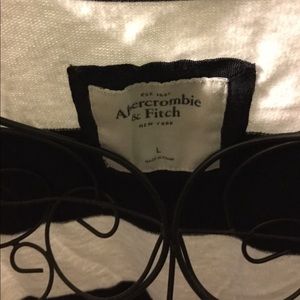 EST. 1892
Abercrombie
& Fitch
NEW YORK
L